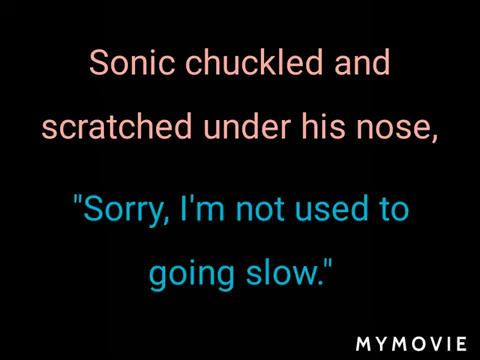 Sonic chuckled and
scratched under his nose,
"Sorry, I'm not used to
going slow."
MYMOVIE